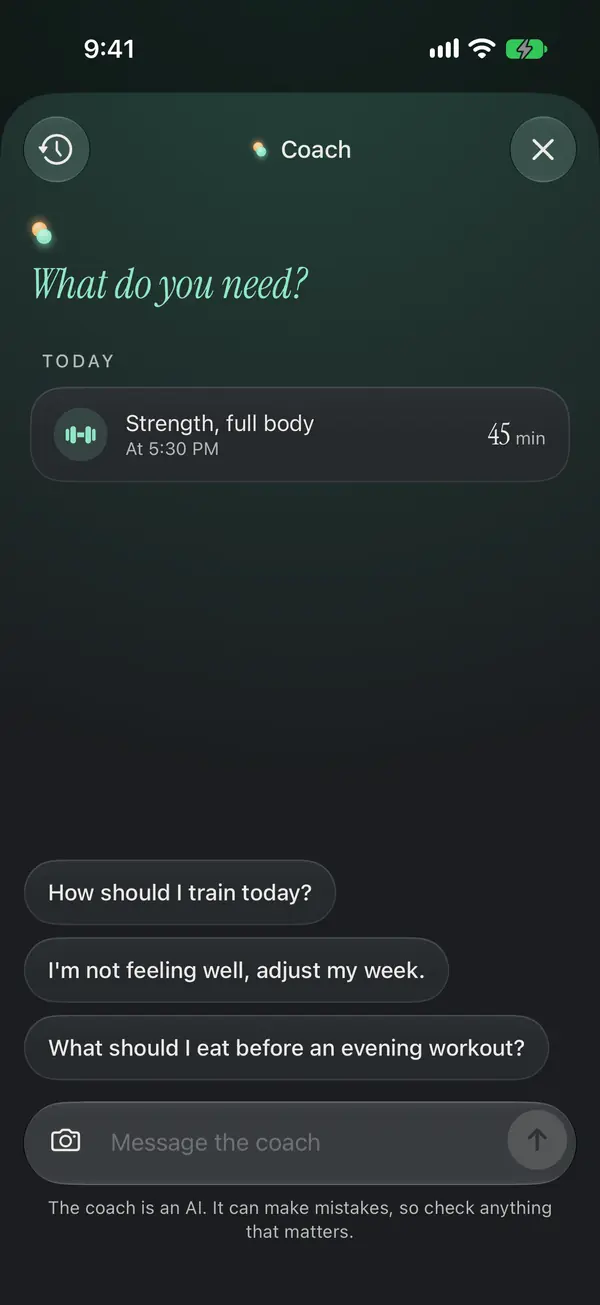 9:41
Coach
What do you need?
TODAY
Strength, full body
At 5:30 PM
45 min
How should I train today?
I'm not feeling well, adjust my week.
What should I eat before an evening workout?
Message the coach
The coach is an AI. It can make mistakes, so check anything
that matters.